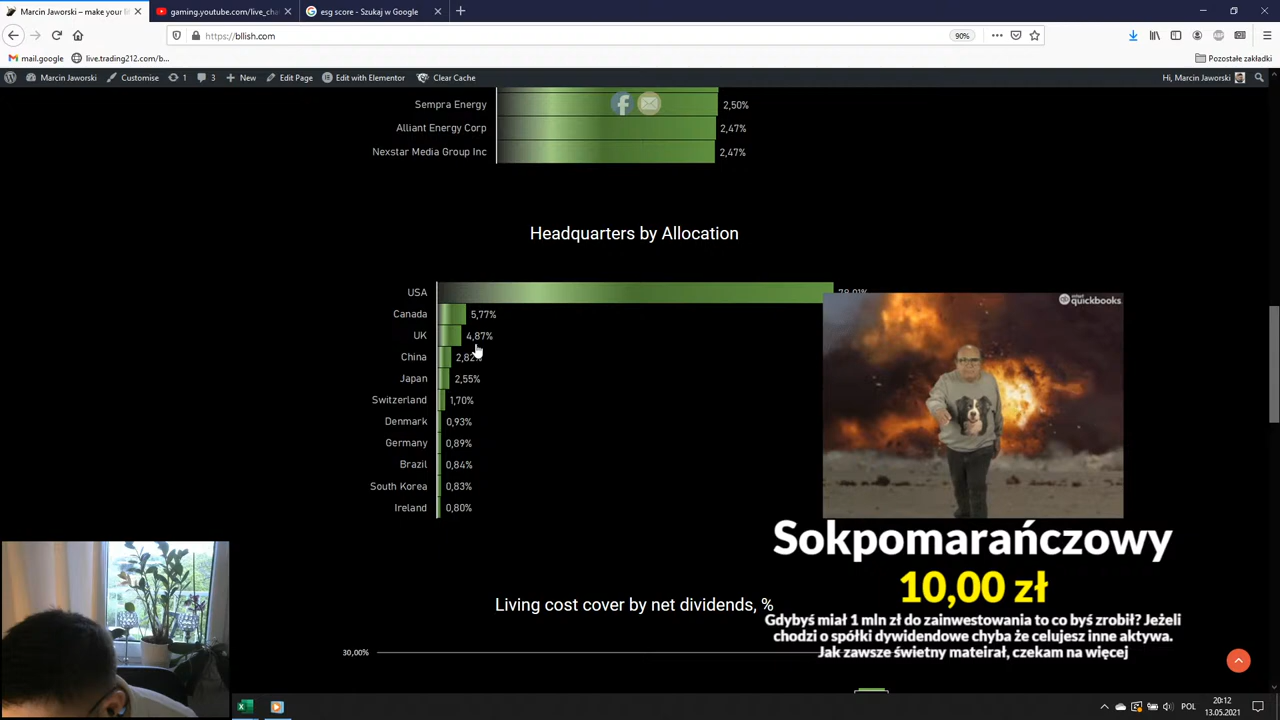 Marcin Jaworski – make your m
gaming.youtube.com/live_cha
esg score - Szukaj w Google
https://bllish.com
90%
mail.google
live.trading212.com/b...
Pozostałe zakładki
Marcin Jaworski
Customise
1
3
New
Edit Page
Edit with Elementor
Clear Cache
Hi, Marcin Jaworski
Sempra Energy 2,50%
Alliant Energy Corp 2,47%
Nexstar Media Group Inc 2,47%
Headquarters by Allocation
USA 78,01%
Canada 5,77%
UK 4,87%
China 2,82%
Japan 2,55%
Switzerland 1,70%
Denmark 0,93%
Germany 0,89%
Brazil 0,84%
South Korea 0,83%
Ireland 0,80%
quickbooks
Sokpomarańczowy
10,00 zł
Gdybyś miał 1 mln zł do zainwestowania to co byś zrobił? Jeżeli
chodzi o spółki dywidendowe chyba że celujesz inne aktywa.
Jak zawsze świetny mateirał, czekam na więcej
Living cost cover by net dividends, %
30,00%
POL
20:12
13.05.2021